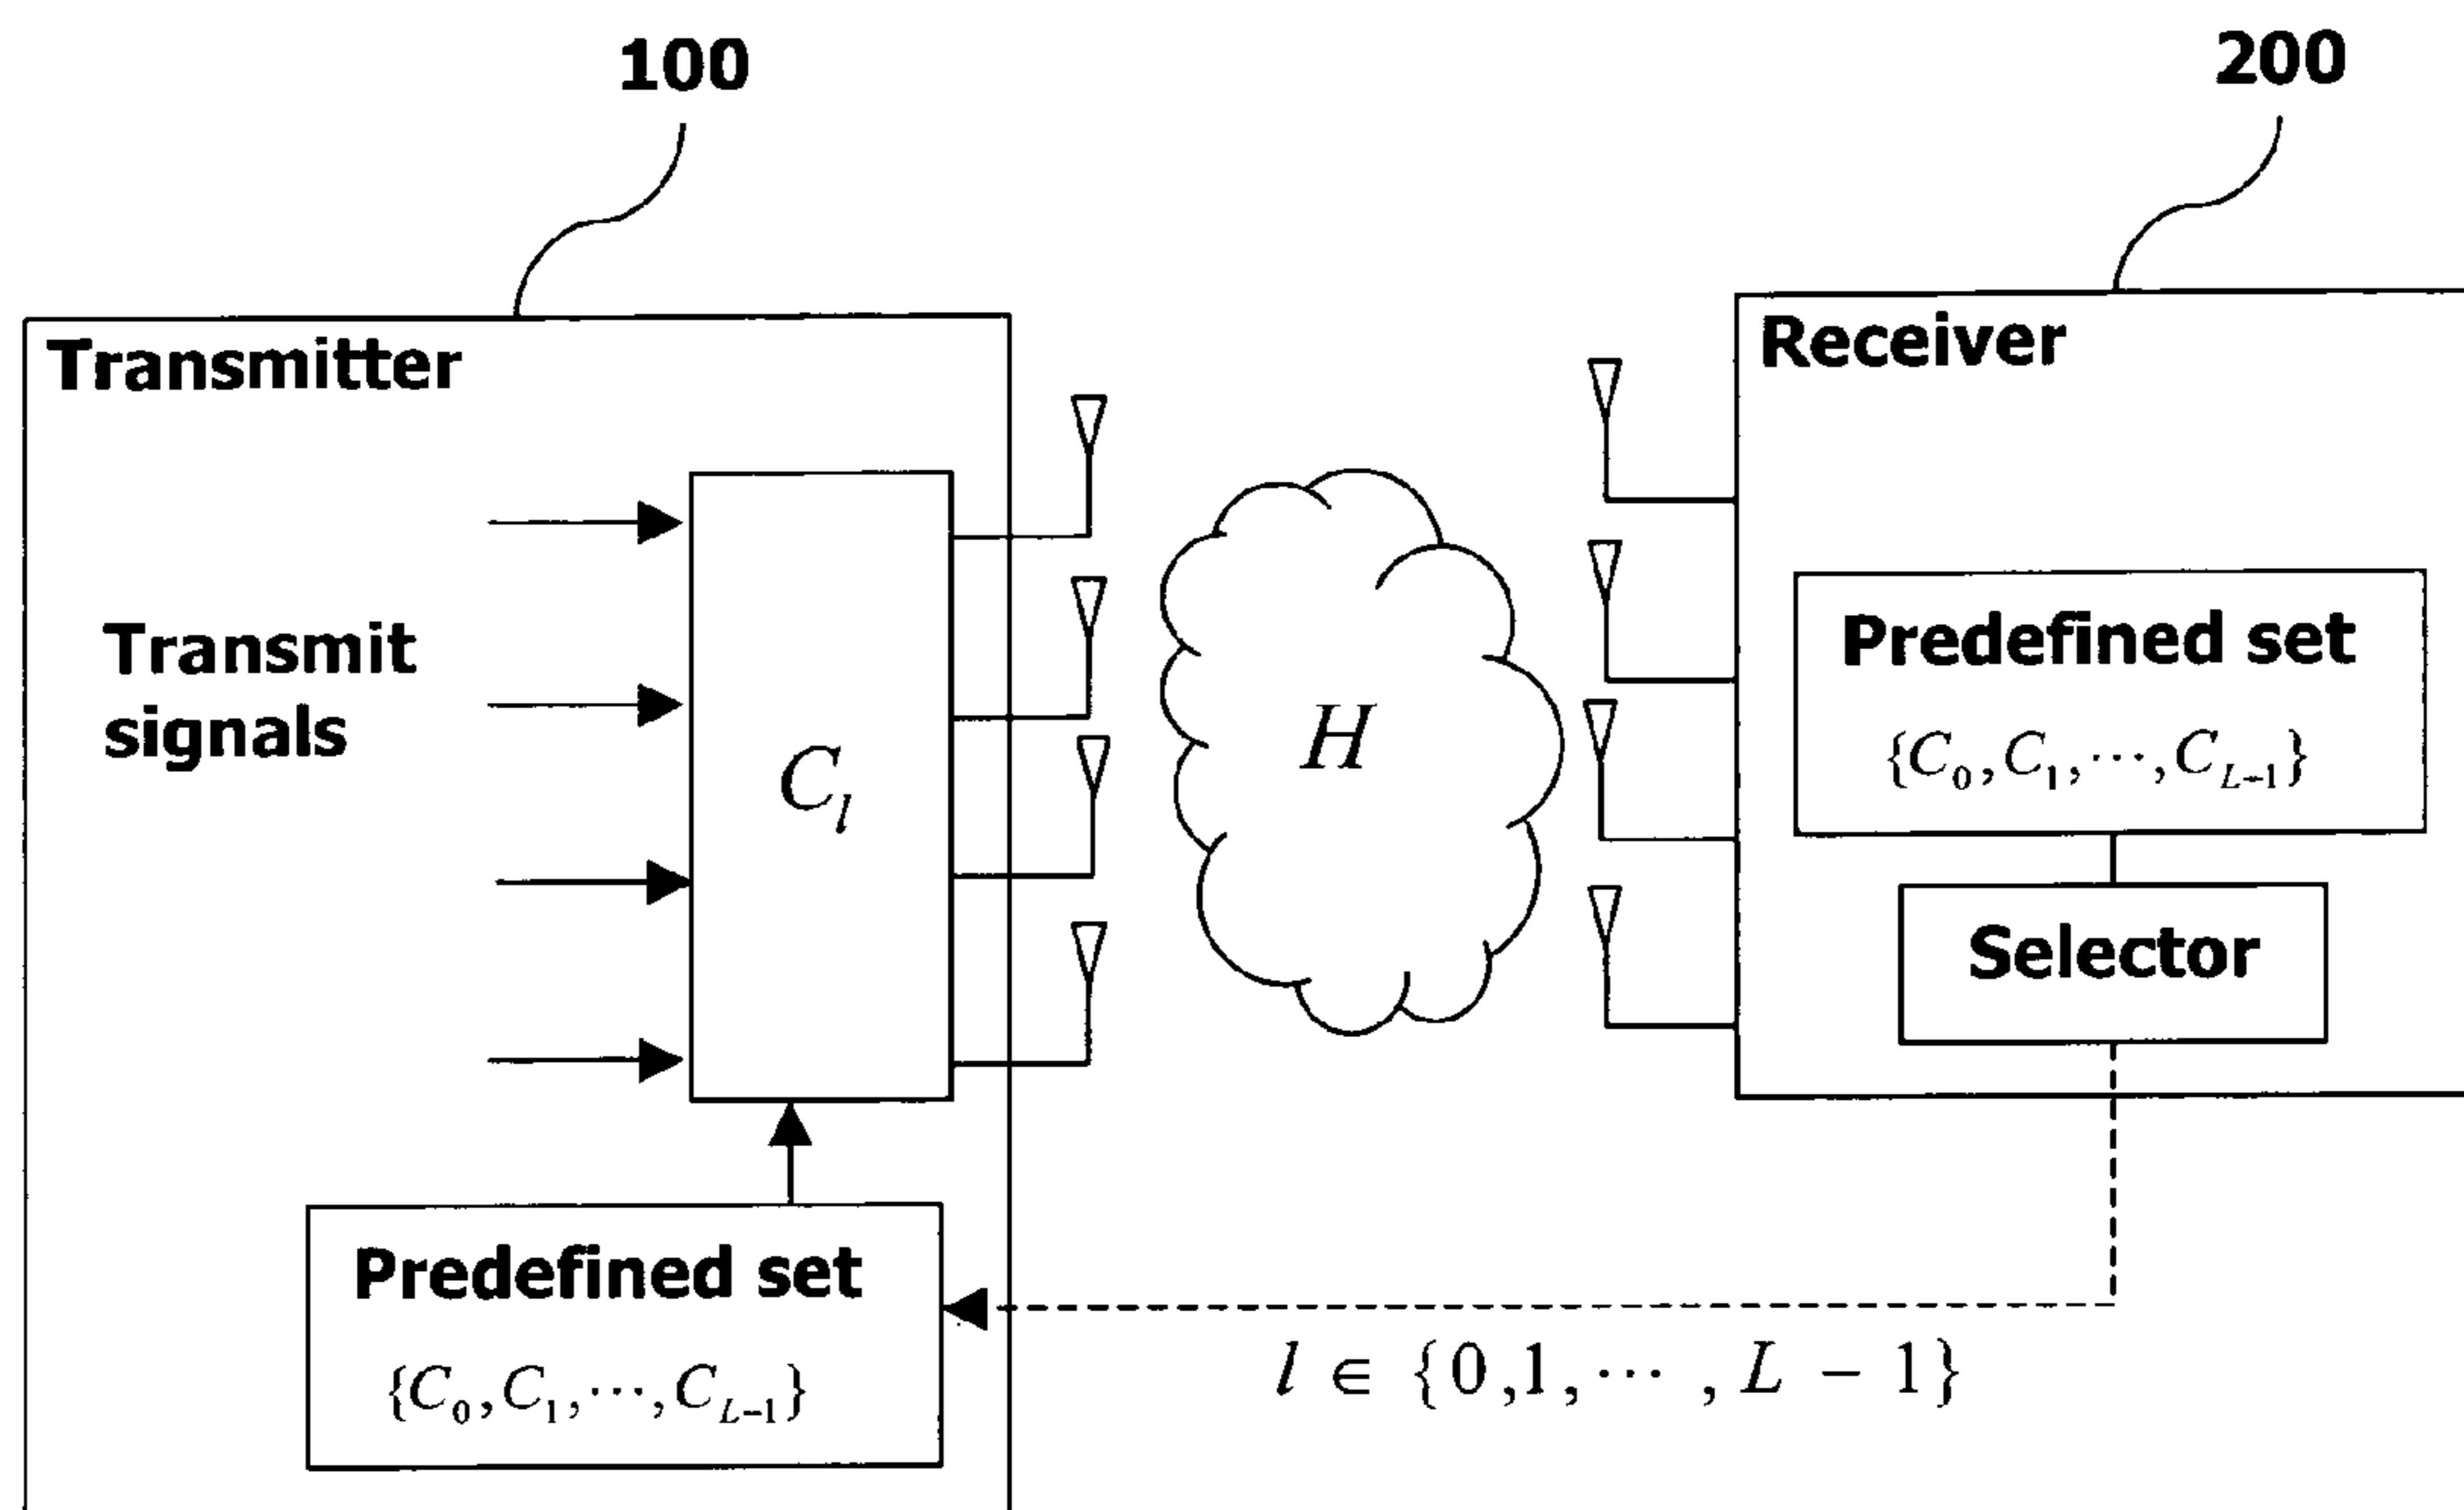 100
200
Transmitter
Receiver
Transmit
signals
C_l
H
Predefined set
{C_0, C_1, ⋯, C_{L-1}}
Selector
Predefined set
{C_0, C_1, ⋯, C_{L-1}}
l ∈ {0,1,⋯ , L − 1}